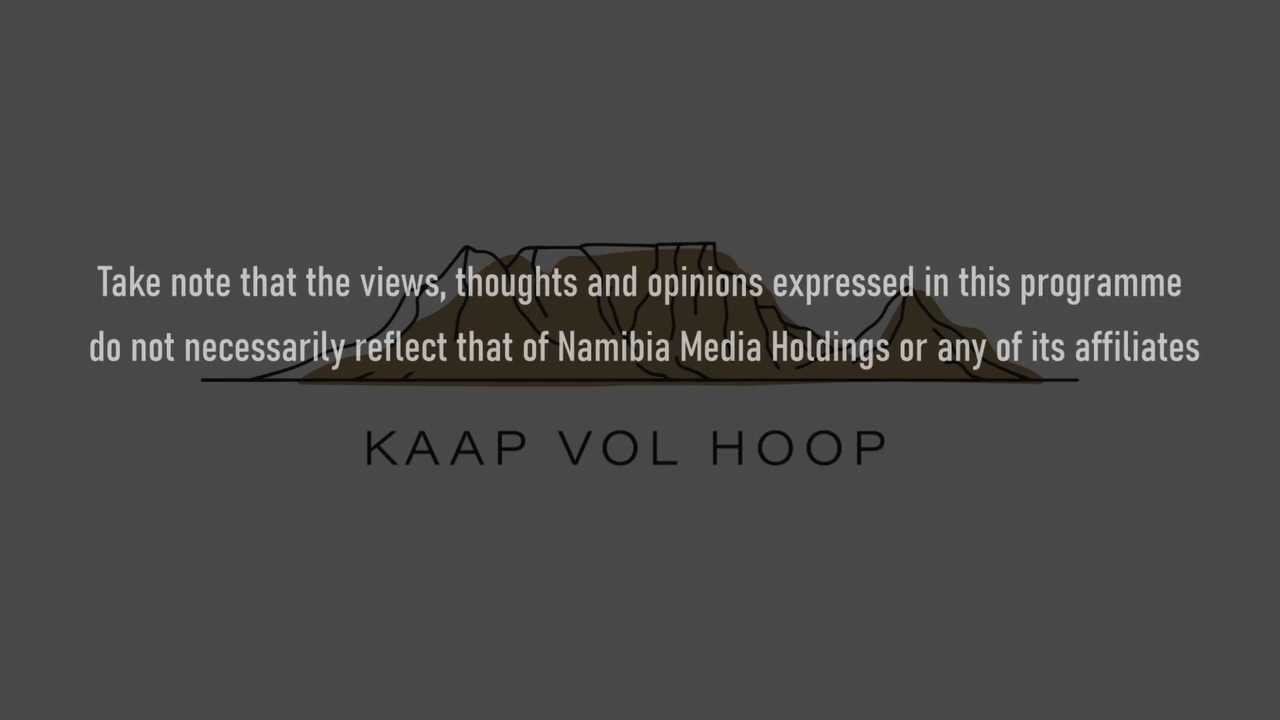 Take note that the views, thoughts and opinions expressed in this programme
do not necessarily reflect that of Namibia Media Holdings or any of its affiliates
KAAP VOL HOOP